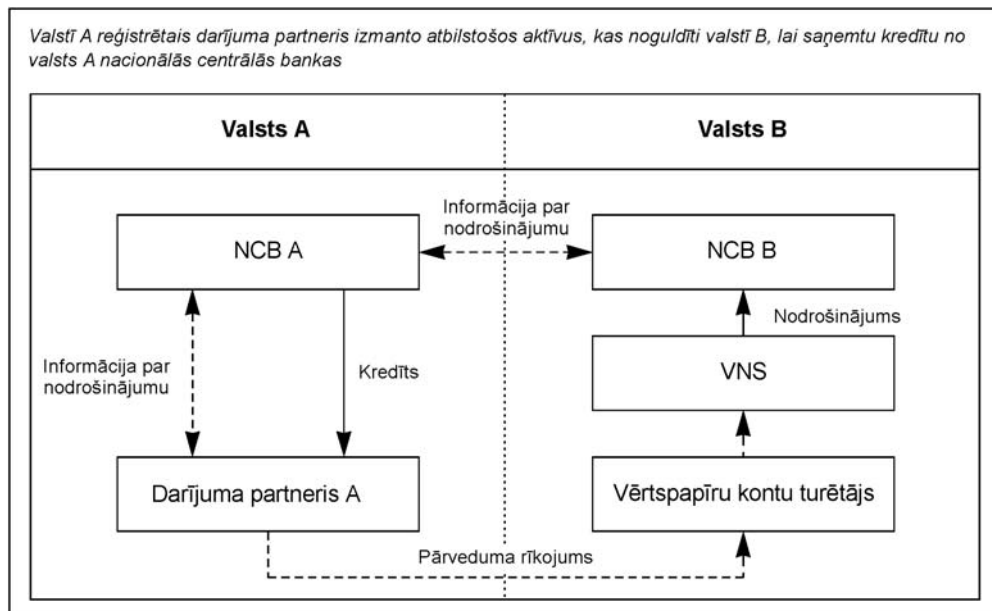 Valstī A reģistrētais darījuma partneris izmanto atbilstošos aktīvus, kas noguldīti valstī B, lai saņemtu kredītu no
valsts A nacionālās centrālās bankas
Valsts A
Valsts B
Informācija par
nodrošinājumu
NCB A
NCB B
Nodrošinājums
Informācija par
nodrošinājumu
Kredīts
VNS
Darījuma partneris A
Vērtspapīru kontu turētājs
Pārveduma rīkojums